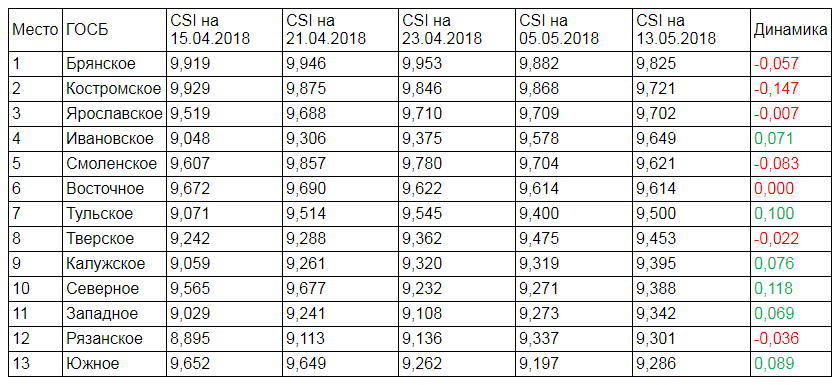 Место ГОСБ CSI на 15.04.2018 CSI на 21.04.2018 CSI на 23.04.2018 CSI на 05.05.2018 CSI на 13.05.2018 Динамика
1 Брянское 9,919 9,946 9,953 9,882 9,825 -0,057
2 Костромское 9,929 9,875 9,846 9,868 9,721 -0,147
3 Ярославское 9,519 9,688 9,710 9,709 9,702 -0,007
4 Ивановское 9,048 9,306 9,375 9,578 9,649 0,071
5 Смоленское 9,607 9,857 9,780 9,704 9,621 -0,083
6 Восточное 9,672 9,690 9,622 9,614 9,614 0,000
7 Тульское 9,071 9,514 9,545 9,400 9,500 0,100
8 Тверское 9,242 9,288 9,362 9,475 9,453 -0,022
9 Калужское 9,059 9,261 9,320 9,319 9,395 0,076
10 Северное 9,565 9,677 9,232 9,271 9,388 0,118
11 Западное 9,029 9,241 9,108 9,273 9,342 0,069
12 Рязанское 8,895 9,113 9,136 9,337 9,301 -0,036
13 Южное 9,652 9,649 9,262 9,197 9,286 0,089